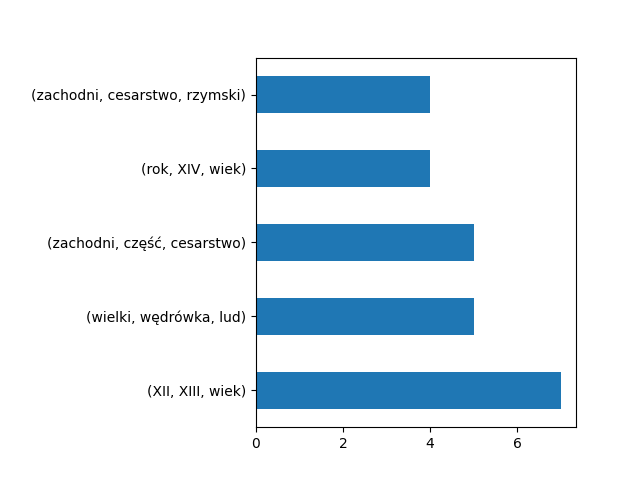 (zachodni, cesarstwo, rzymski)
(rok, XIV, wiek)
(zachodni, część, cesarstwo)
(wielki, wędrówka, lud)
(XII, XIII, wiek)
0 2 4 6